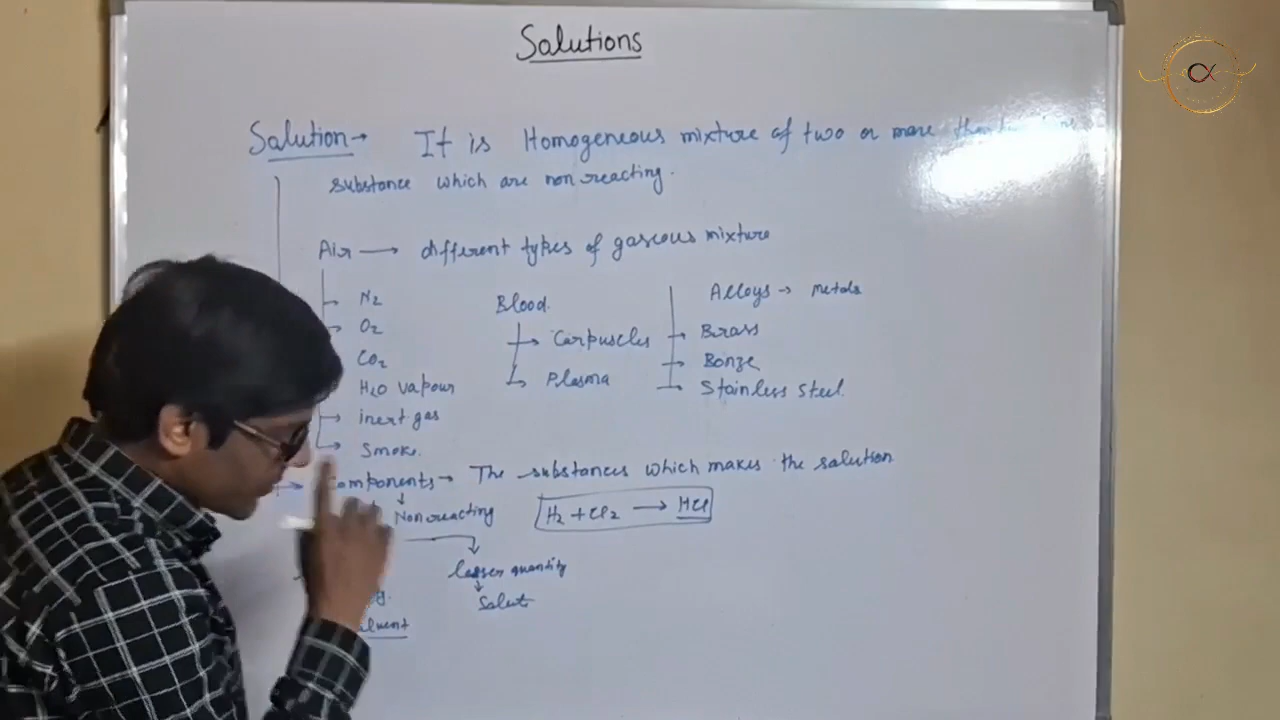 Solutions
Solution → It is Homogeneous mixture of two or more than
substance which are non reacting.
Air → different types of gaseous mixture
N2
O2
CO2
H2O vapour
inert gas
Smoke.
Blood.
Corpuscles
Plasma
Alloys → Metals
Brass
Bonze
Stainless Steel.
Components → The substances which makes the solution
Non reacting
H2 + Cl2 → HCl
lesser quantity
Solute